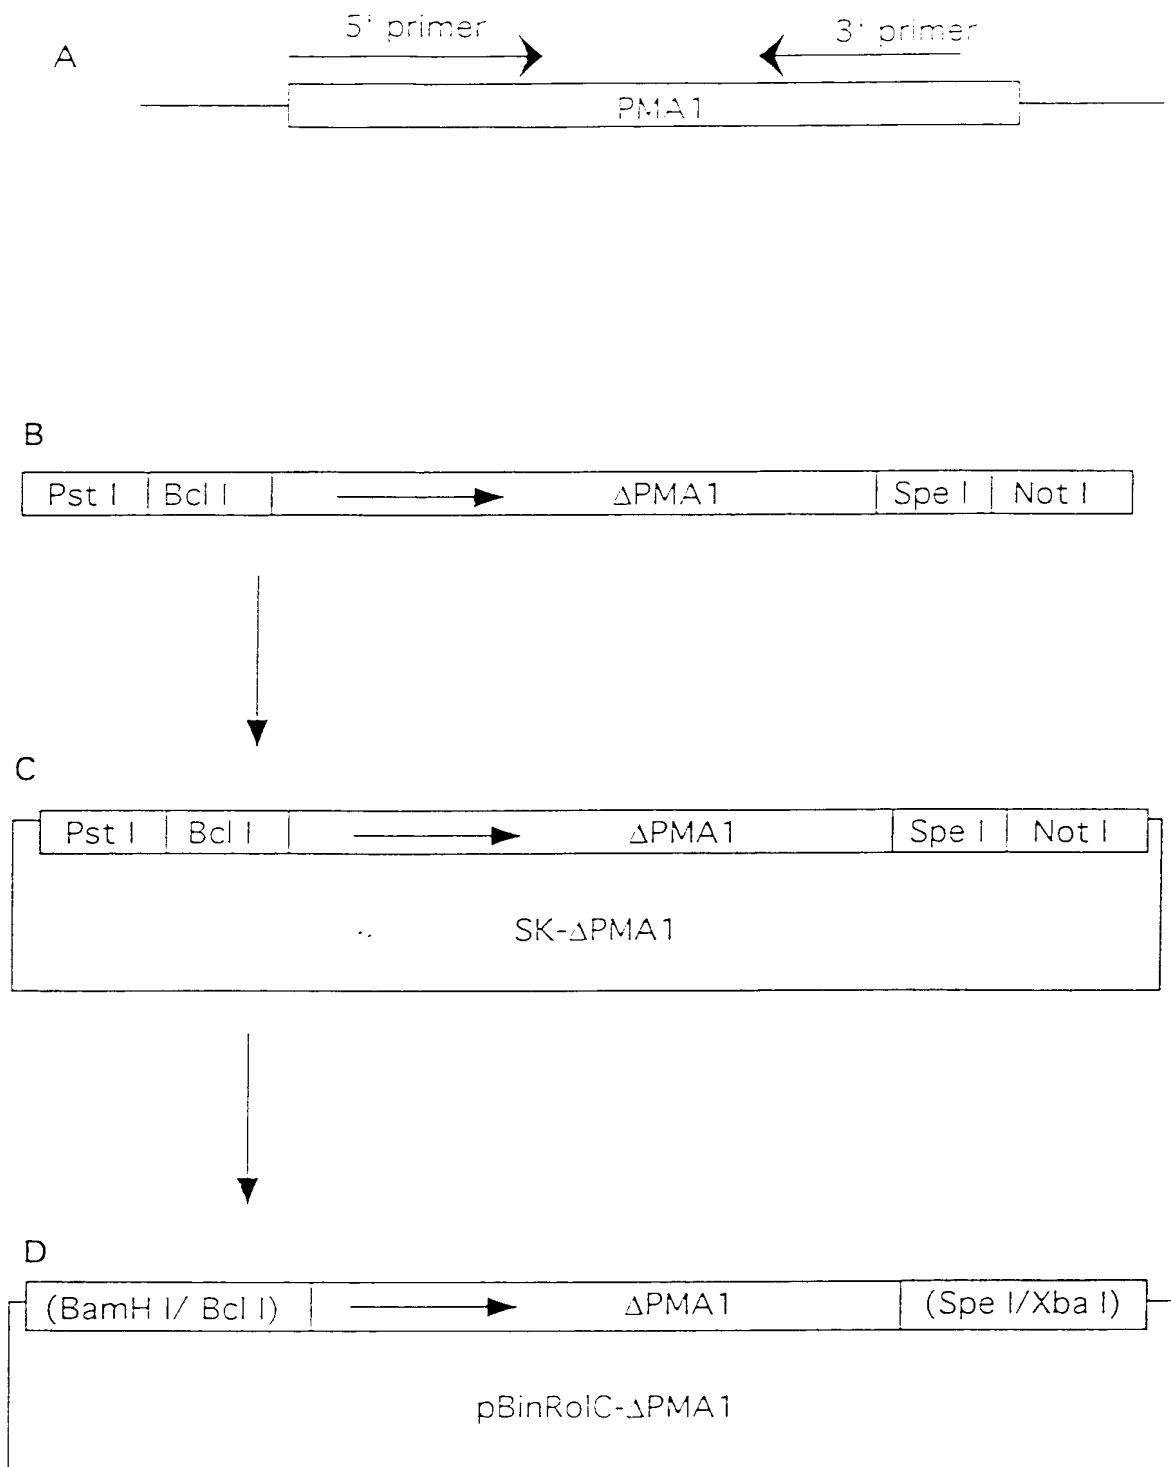 A
5' primer
3' primer
PMA1
B
Pst I
Bcl I
ΔPMA1
Spe I
Not I
C
Pst I
Bcl I
ΔPMA1
Spe I
Not I
SK-ΔPMA1
D
(BamH I/ Bcl I)
ΔPMA1
(Spe I/Xba I)
pBinRolC-ΔPMA1